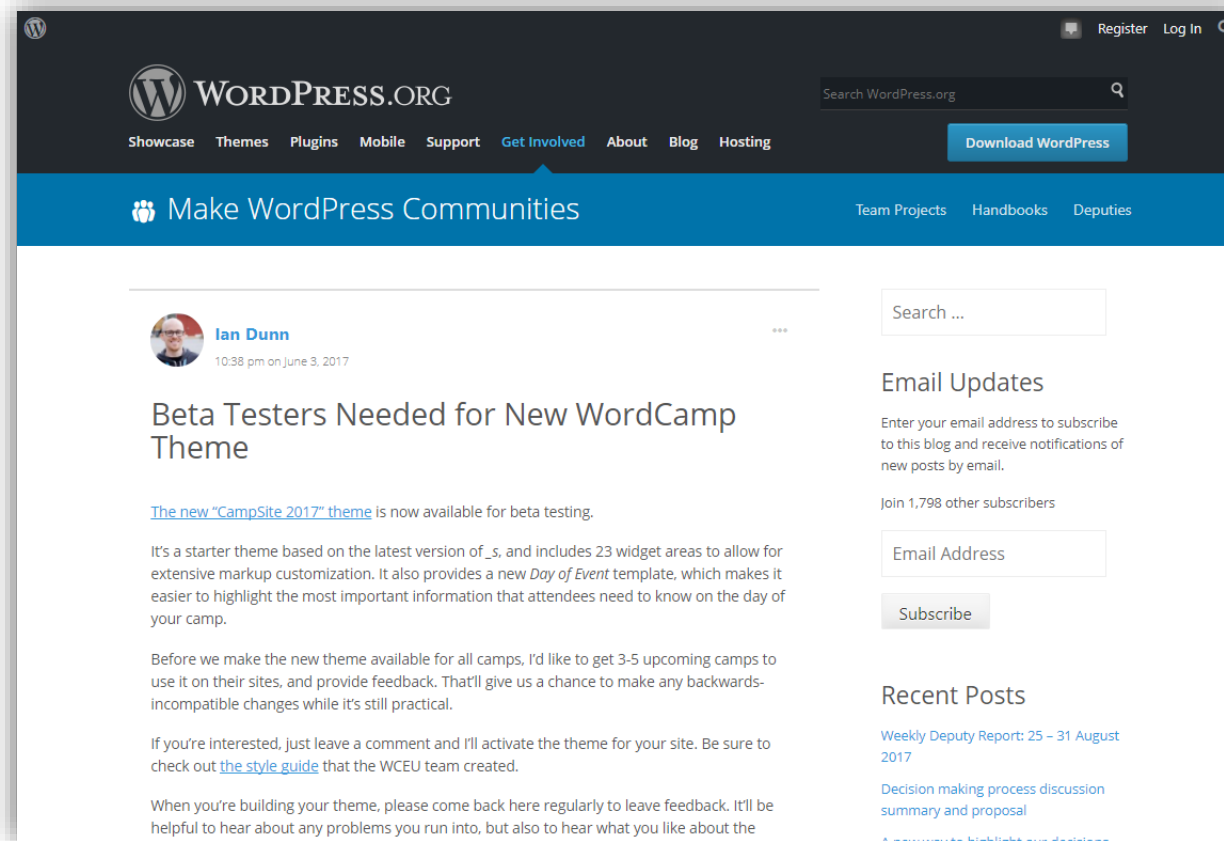 Register Log In
WORDPRESS.ORG
Search WordPress.org
Showcase Themes Plugins Mobile Support Get Involved About Blog Hosting
Download WordPress
Make WordPress Communities
Team Projects Handbooks Deputies
Ian Dunn
10:38 pm on June 3, 2017
Beta Testers Needed for New WordCamp
Theme
The new “CampSite 2017” theme is now available for beta testing.
It’s a starter theme based on the latest version of _s, and includes 23 widget areas to allow for
extensive markup customization. It also provides a new Day of Event template, which makes it
easier to highlight the most important information that attendees need to know on the day of
your camp.
Before we make the new theme available for all camps, I’d like to get 3-5 upcoming camps to
use it on their sites, and provide feedback. That’ll give us a chance to make any backwards-
incompatible changes while it’s still practical.
If you’re interested, just leave a comment and I’ll activate the theme for your site. Be sure to
check out the style guide that the WCEU team created.
When you’re building your theme, please come back here regularly to leave feedback. It’ll be
helpful to hear about any problems you run into, but also to hear what you like about the
Search ...
Email Updates
Enter your email address to subscribe
to this blog and receive notifications of
new posts by email.
Join 1,798 other subscribers
Email Address
Subscribe
Recent Posts
Weekly Deputy Report: 25 – 31 August
2017
Decision making process discussion
summary and proposal
A new way to highlight our decisions